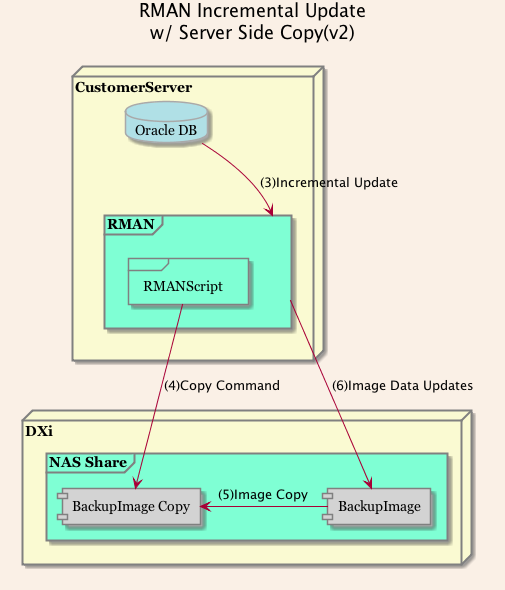 RMAN Incremental Update
w/ Server Side Copy(v2)
CustomerServer
Oracle DB
(3)Incremental Update
RMAN
RMANScript
(4)Copy Command
(6)Image Data Updates
DXi
NAS Share
BackupImage Copy
(5)Image Copy
BackupImage